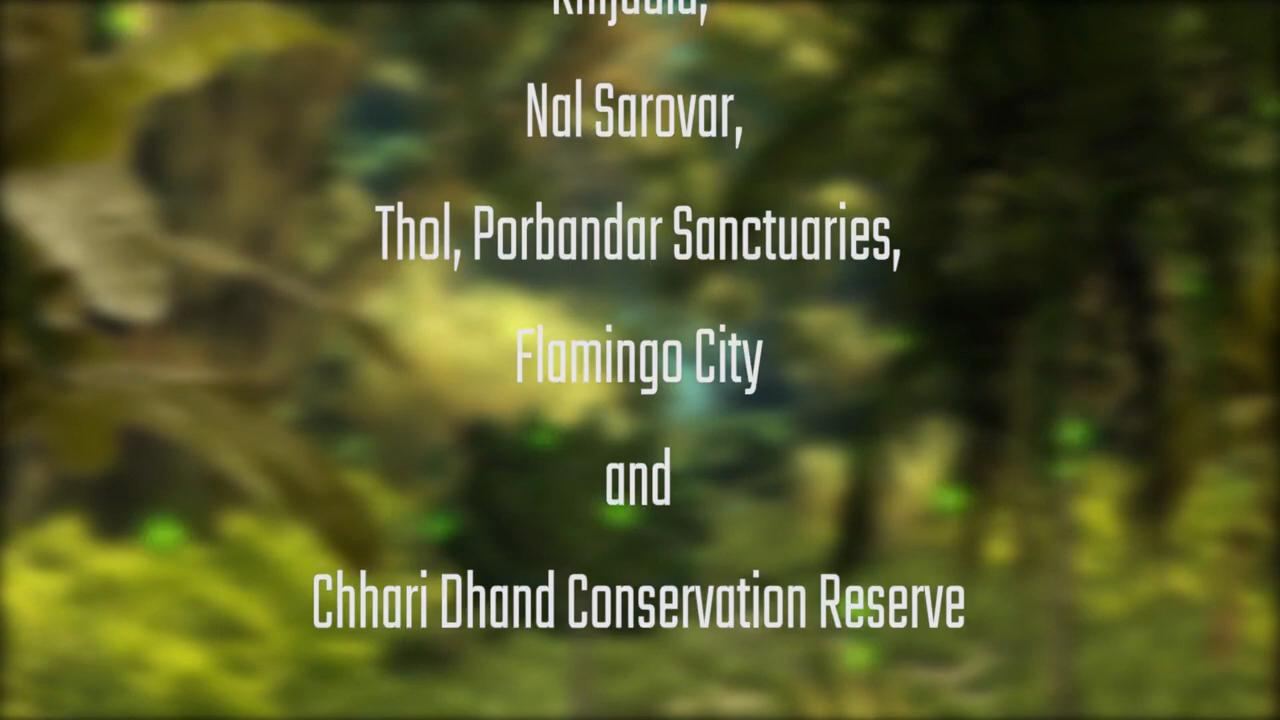 Nal Sarovar,
Thol, Porbandar Sanctuaries,
Flamingo City
and
Chhari Dhand Conservation Reserve